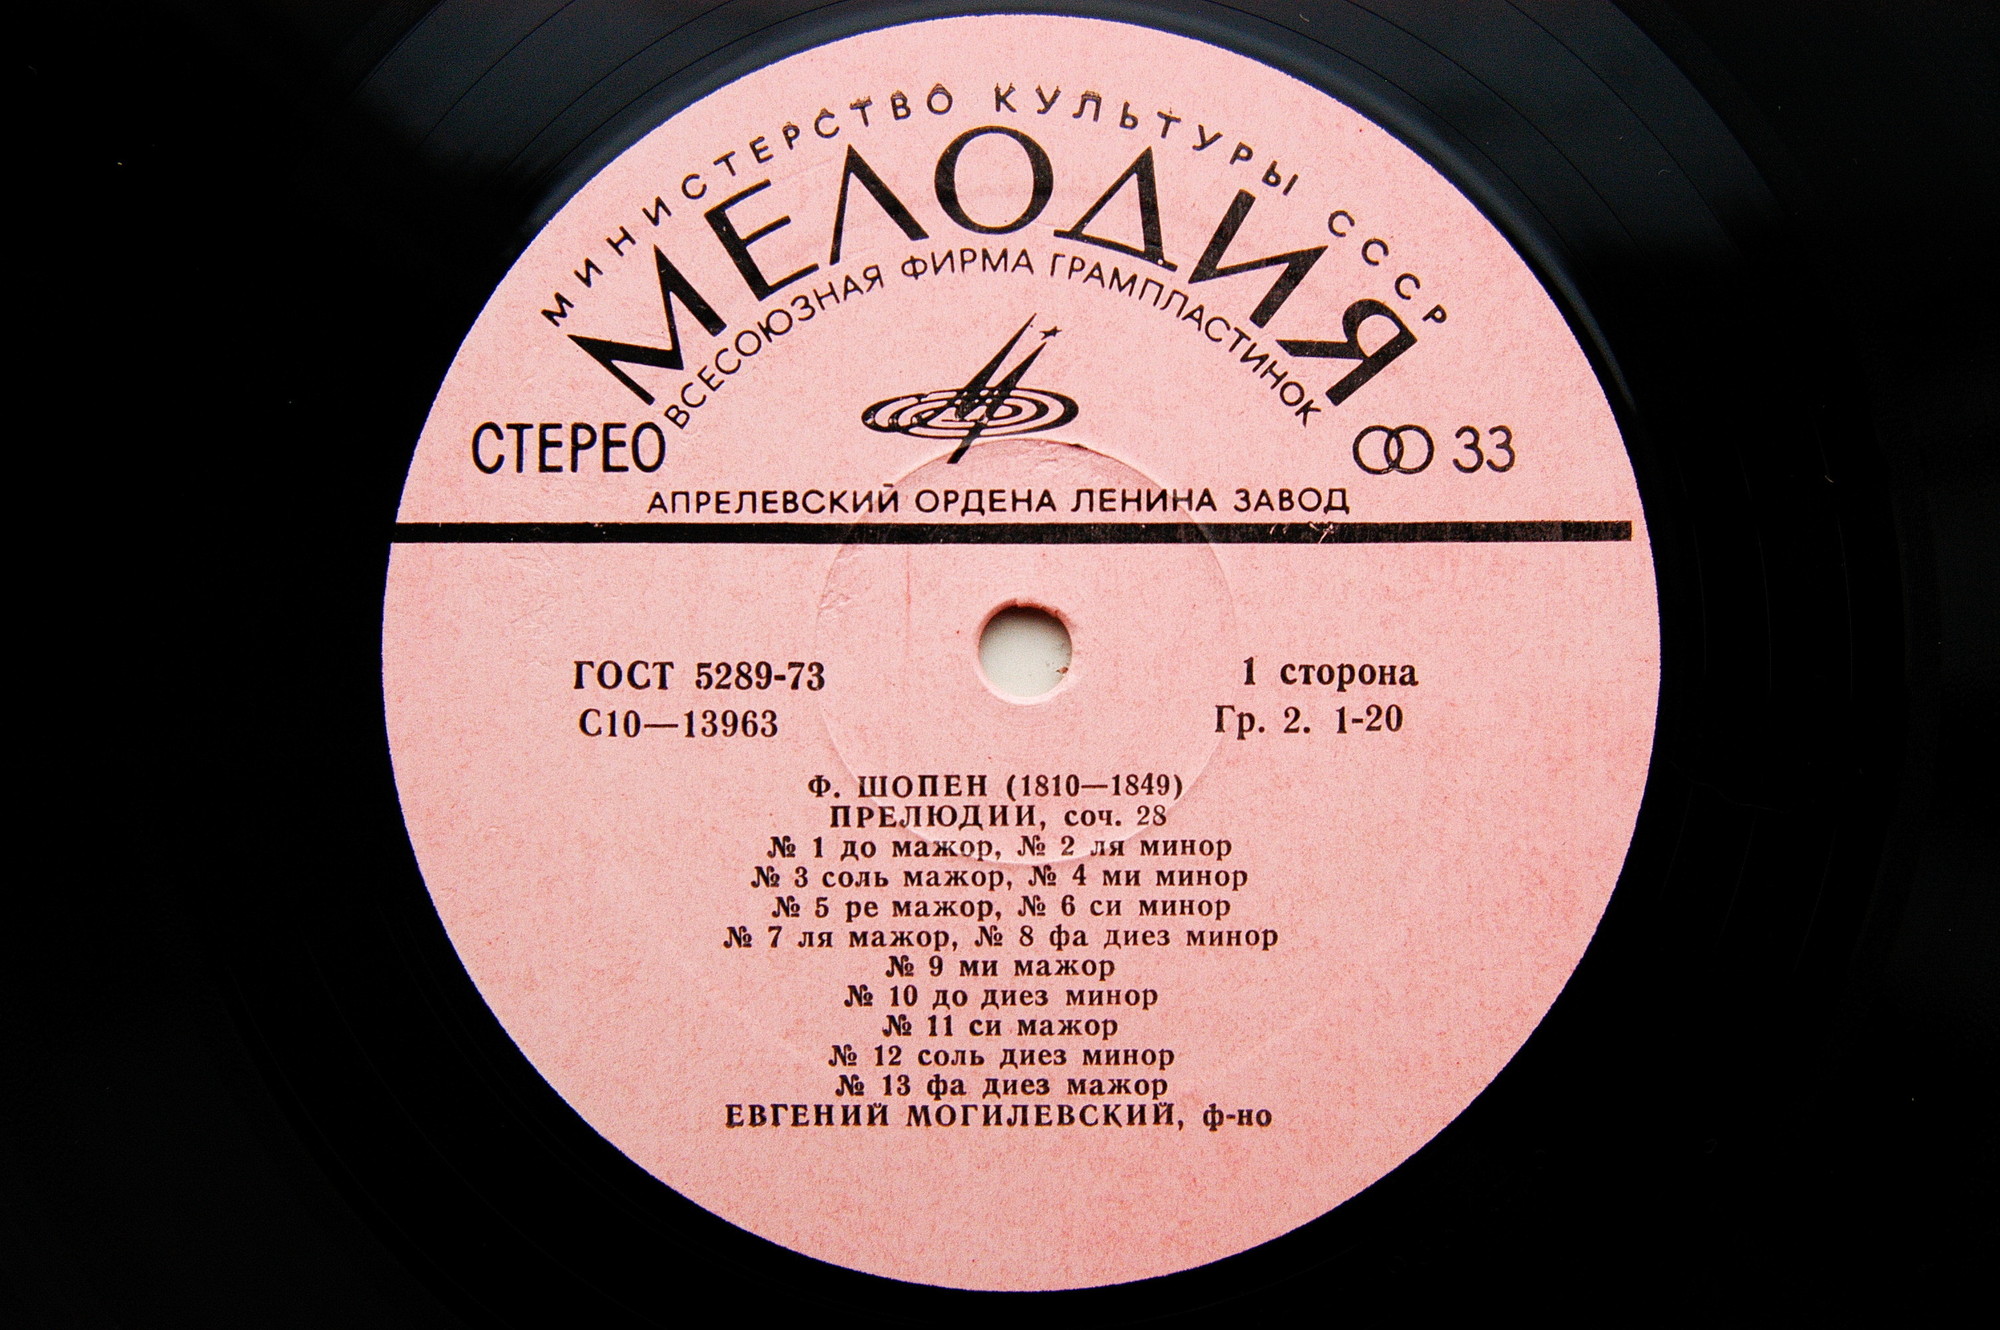 МИНИСТЕРСТВО КУЛЬТУРЫ СССР
МЕЛОДИЯ
ВСЕСОЮЗНАЯ ФИРМА ГРАМПЛАСТИНОК
СТЕРЕО
33
АПРЕЛЕВСКИЙ ОРДЕНА ЛЕНИНА ЗАВОД
ГОСТ 5289-73
1 сторона
С10—13963
Гр. 2. 1-20
Ф. ШОПЕН (1810—1849)
ПРЕЛЮДИИ, соч. 28
№ 1 до мажор, № 2 ля минор
№ 3 соль мажор, № 4 ми минор
№ 5 ре мажор, № 6 си минор
№ 7 ля мажор, № 8 фа диез минор
№ 9 ми мажор
№ 10 до диез минор
№ 11 си мажор
№ 12 соль диез минор
№ 13 фа диез мажор
ЕВГЕНИЙ МОГИЛЕВСКИЙ, ф-но